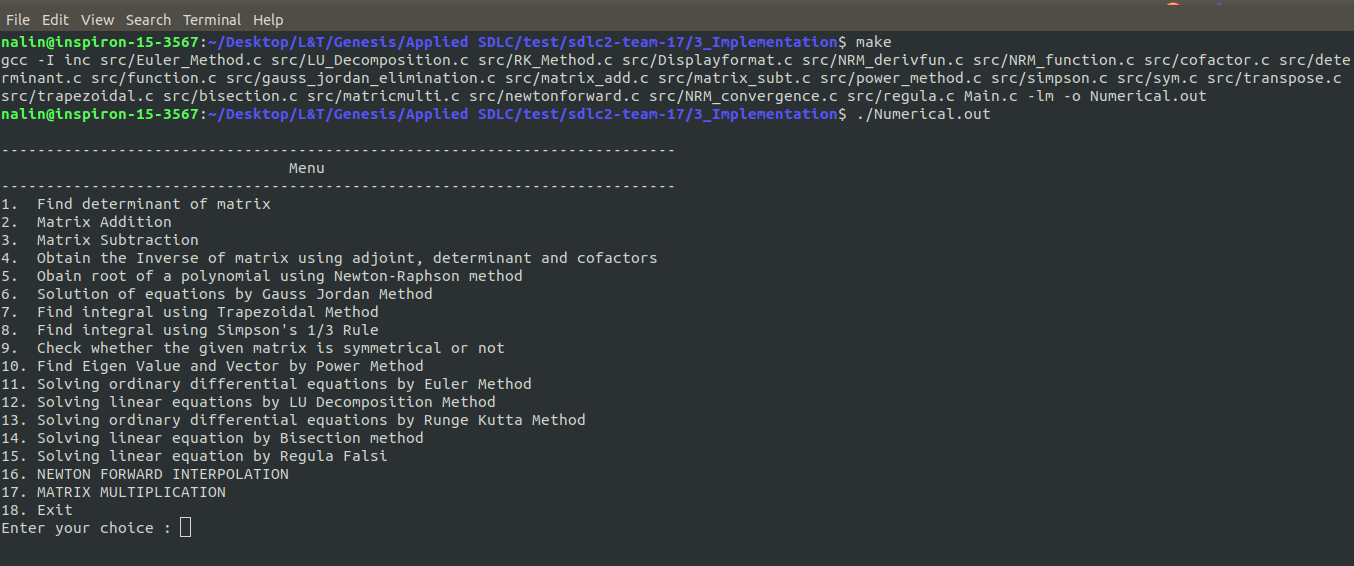 File Edit View Search Terminal Help
nalin@inspiron-15-3567:~/Desktop/L&T/Genesis/Applied SDLC/test/sdlc2-team-17/3_Implementation$ make
gcc -I inc src/Euler_Method.c src/LU_Decomposition.c src/RK_Method.c src/Displayformat.c src/NRM_derivfun.c src/NRM_function.c src/cofactor.c src/dete
rminant.c src/function.c src/gauss_jordan_elimination.c src/matrix_add.c src/matrix_subt.c src/power_method.c src/simpson.c src/sym.c src/transpose.c
src/trapezoidal.c src/bisection.c src/matricmulti.c src/newtonforward.c src/NRM_convergence.c src/regula.c Main.c -lm -o Numerical.out
nalin@inspiron-15-3567:~/Desktop/L&T/Genesis/Applied SDLC/test/sdlc2-team-17/3_Implementation$ ./Numerical.out
---------------------------------------------------------------------------
Menu
---------------------------------------------------------------------------
1.  Find determinant of matrix
2.  Matrix Addition
3.  Matrix Subtraction
4.  Obtain the Inverse of matrix using adjoint, determinant and cofactors
5.  Obain root of a polynomial using Newton-Raphson method
6.  Solution of equations by Gauss Jordan Method
7.  Find integral using Trapezoidal Method
8.  Find integral using Simpson's 1/3 Rule
9.  Check whether the given matrix is symmetrical or not
10. Find Eigen Value and Vector by Power Method
11. Solving ordinary differential equations by Euler Method
12. Solving linear equations by LU Decomposition Method
13. Solving ordinary differential equations by Runge Kutta Method
14. Solving linear equation by Bisection method
15. Solving linear equation by Regula Falsi
16. NEWTON FORWARD INTERPOLATION
17. MATRIX MULTIPLICATION
18. Exit
Enter your choice :